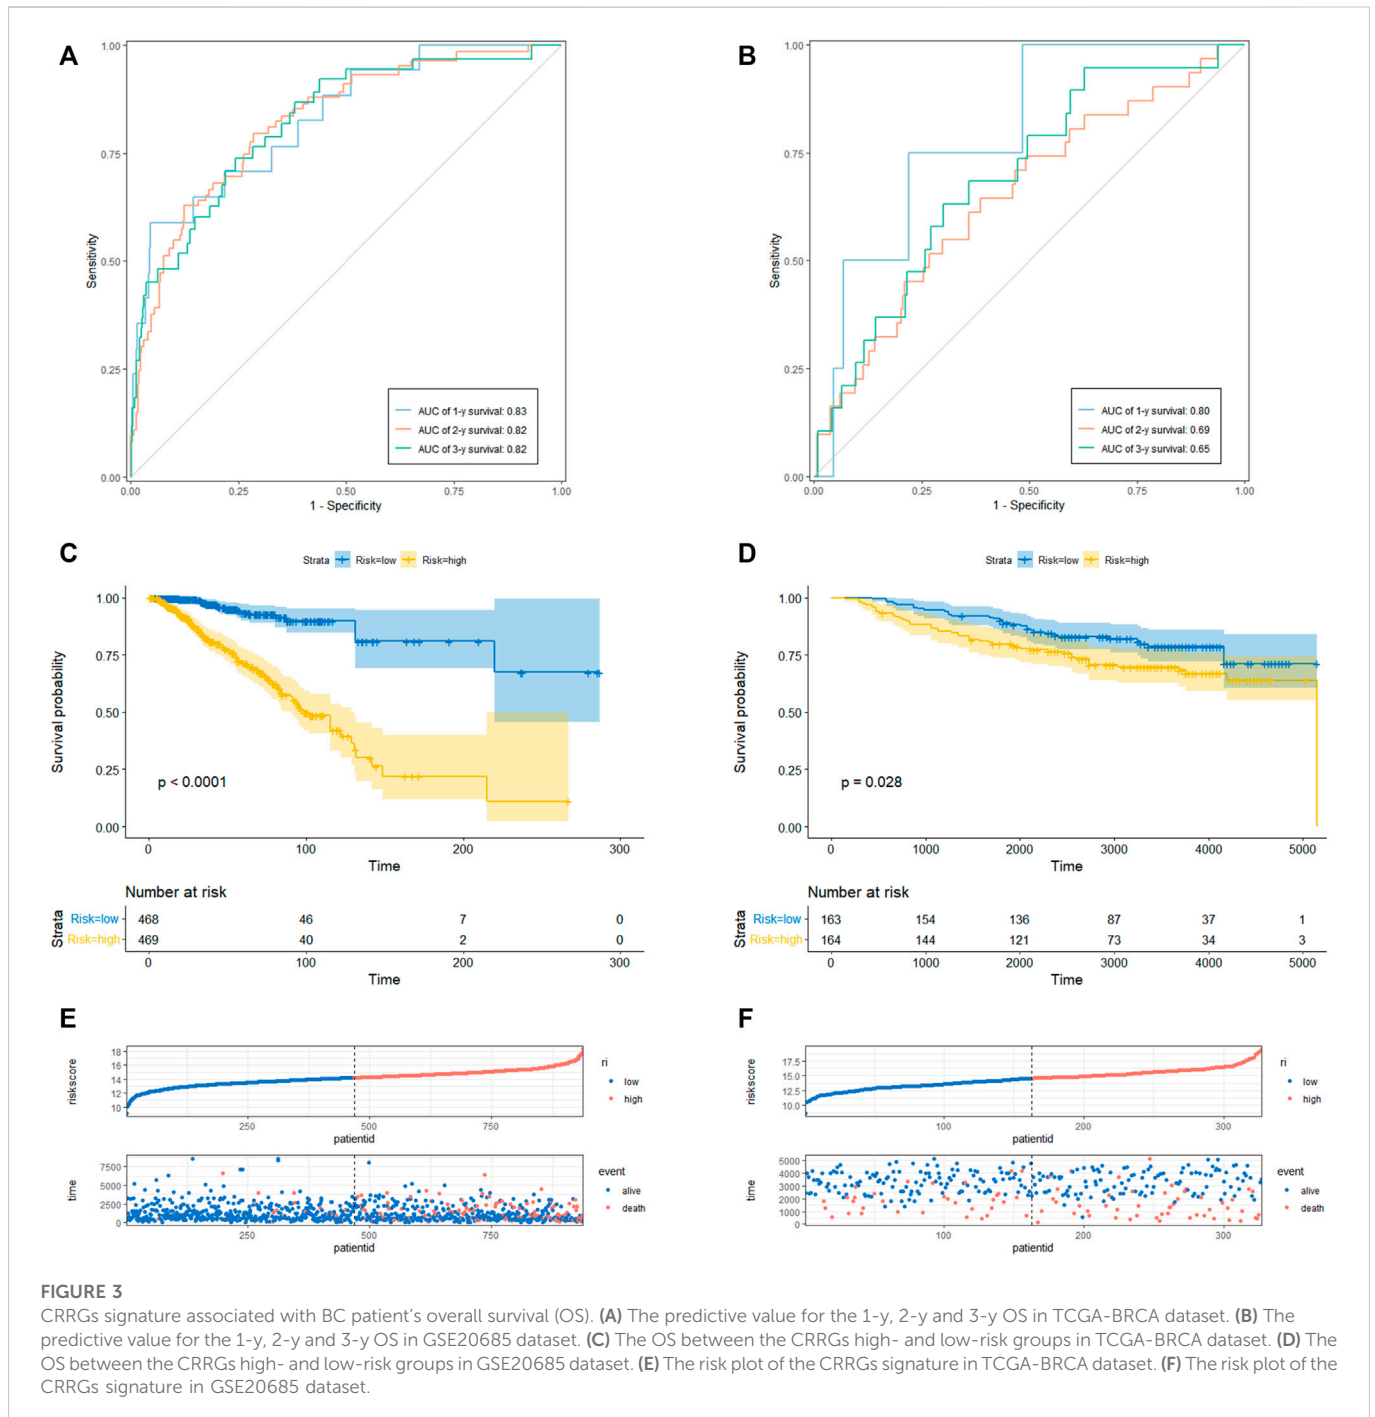 A
1.00
0.75
0.50
0.25
0.00
Sensitivity
0.00 0.25 0.50 0.75 1.00
1 - Specificity
AUC of 1-y survival: 0.83
AUC of 2-y survival: 0.82
AUC of 3-y survival: 0.82
B
1.00
0.75
0.50
0.25
0.00
Sensitivity
0.00 0.25 0.50 0.75 1.00
1 - Specificity
AUC of 1-y survival: 0.80
AUC of 2-y survival: 0.69
AUC of 3-y survival: 0.65
C
Strata Risk=low Risk=high
1.00
0.75
0.50
0.25
0.00
Survival probability
p < 0.0001
0 100 200 300
Time
Number at risk
Strata
Risk=low 468 46 7 0
Risk=high 469 40 2 0
0 100 200 300
Time
D
Strata Risk=low Risk=high
1.00
0.75
0.50
0.25
0.00
Survival probability
p = 0.028
0 1000 2000 3000 4000 5000
Time
Number at risk
Strata
Risk=low 163 154 136 87 37 1
Risk=high 164 144 121 73 34 3
0 1000 2000 3000 4000 5000
Time
E
18
16
14
12
10
riskscore
250 500 750
patientid
ri
low
high
7500
5000
2500
0
time
250 500 750
patientid
event
alive
death
F
17.5
15.0
12.5
10.0
riskscore
100 200 300
patientid
ri
low
high
5000
4000
3000
2000
1000
0
time
100 200 300
patientid
event
alive
death
FIGURE 3
CRRGs signature associated with BC patient’s overall survival (OS). (A) The predictive value for the 1-y, 2-y and 3-y OS in TCGA-BRCA dataset. (B) The
predictive value for the 1-y, 2-y and 3-y OS in GSE20685 dataset. (C) The OS between the CRRGs high- and low-risk groups in TCGA-BRCA dataset. (D) The
OS between the CRRGs high- and low-risk groups in GSE20685 dataset. (E) The risk plot of the CRRGs signature in TCGA-BRCA dataset. (F) The risk plot of the
CRRGs signature in GSE20685 dataset.